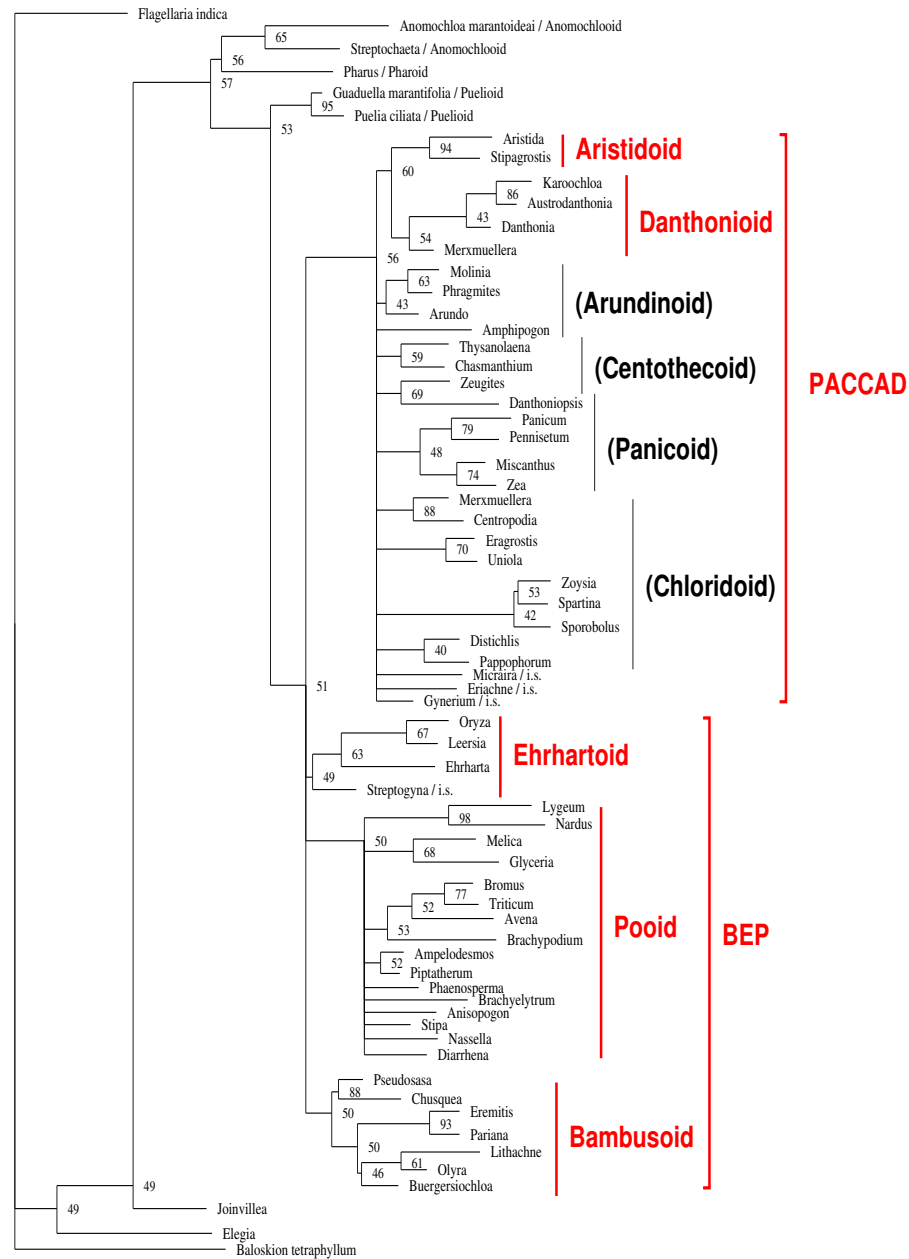 Flagellaria indica
Anomochloa marantoideai / Anomochlooid
65
Streptochaeta / Anomochlooid
56
Pharus / Pharoid
57
Guaduella marantifolia / Puelioid
95
Puelia ciliata / Puelioid
53
Aristida
94
Stipagrostis
Aristidoid
60
Karoochloa
86
Austrodanthonia
43
Danthonia
Danthonioid
54
Merxmuellera
56
Molinia
63
Phragmites
43
Arundo
(Arundinoid)
Amphipogon
Thysanolaena
59
Chasmanthium
(Centothecoid)
Zeugites
69
Danthoniopsis
PACCAD
Panicum
79
Pennisetum
48
(Panicoid)
Miscanthus
74
Zea
Merxmuellera
88
Centropodia
Eragrostis
70
Uniola
Zoysia
53
Spartina
(Chloridoid)
42
Sporobolus
Distichlis
40
Pappophorum
Micraira / i.s.
51
Eriachne / i.s.
Gynerium / i.s.
Oryza
67
Leersia
63
Ehrharta
Ehrhartoid
49
Streptogyna / i.s.
Lygeum
98
Nardus
50
Melica
68
Glyceria
Bromus
77
Triticum
52
Avena
53
Brachypodium
Pooid
BEP
Ampelodesmos
52
Piptatherum
Phaenosperma
Brachyelytrum
Anisopogon
Stipa
Nassella
Diarrhena
Pseudosasa
88
Chusquea
50
Eremitis
93
Pariana
Bambusoid
50
Lithachne
61
Olyra
46
Buergersiochloa
49
Joinvillea
49
Elegia
Baloskion tetraphyllum